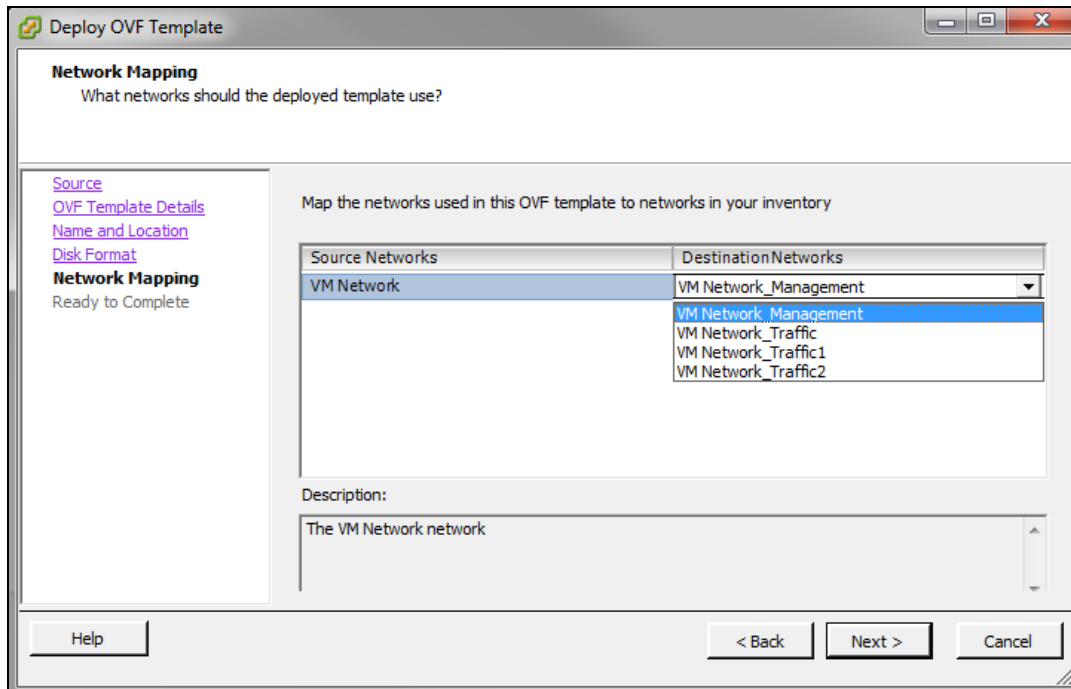 Deploy OVF Template
Network Mapping
What networks should the deployed template use?
Source
OVF Template Details
Name and Location
Disk Format
Network Mapping
Ready to Complete
Map the networks used in this OVF template to networks in your inventory
Source Networks DestinationNetworks
VM Network VM Network_Management
VM Network_Management
VM Network_Traffic
VM Network_Traffic1
VM Network_Traffic2
Description:
The VM Network network
Help < Back Next > Cancel